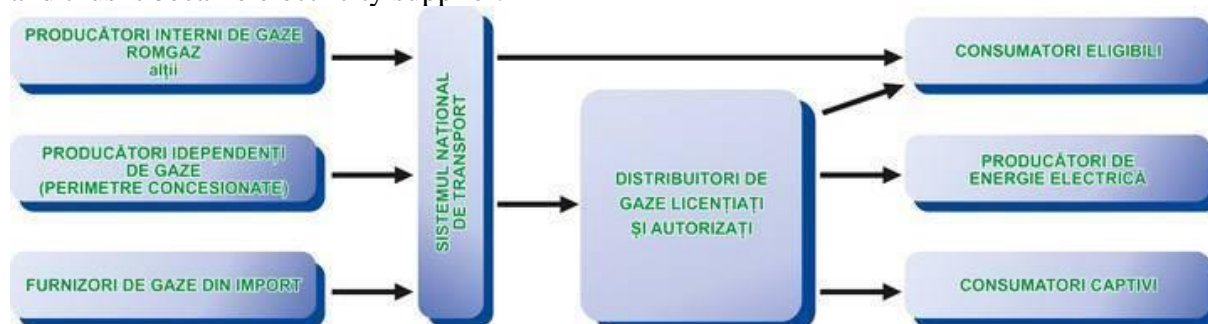 PRODUCĂTORI INTERNI DE GAZE
ROMGAZ
alții
PRODUCĂTORI IDEPENDENȚI
DE GAZE
(PERIMETRE CONCESIONATE)
FURNIZORI DE GAZE DIN IMPORT
SISTEMUL NAȚIONAL
DE TRANSPORT
DISTRIBUITORI DE
GAZE LICENȚIAȚI
ȘI AUTORIZAȚI
CONSUMATORI ELIGIBILI
PRODUCĂTORI DE
ENERGIE ELECTRICĂ
CONSUMATORI CAPTIVI